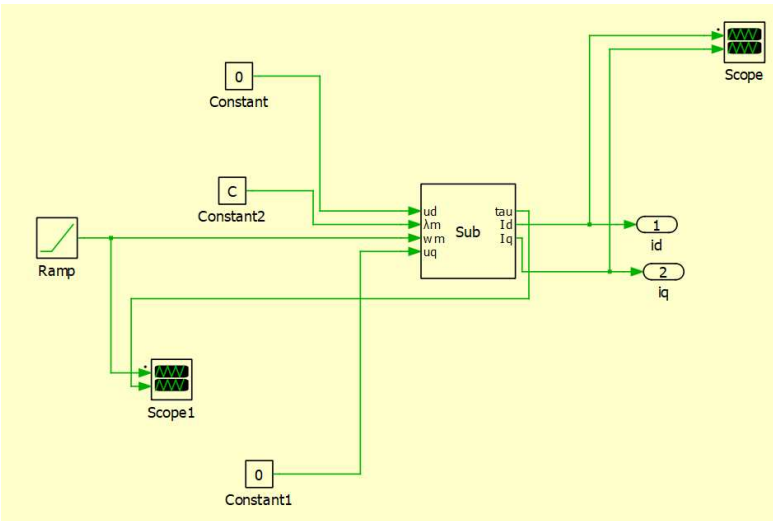 Scope
0
Constant
C
Constant2
ud
λm
wm
uq
Sub
tau
Id
Iq
1
id
2
iq
Ramp
Scope1
0
Constant1